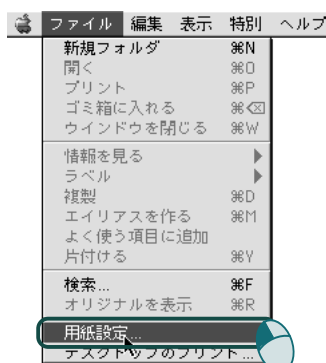 ファイル 編集 表示 特別 ヘルプ
新規フォルダ ⌘N
開く ⌘O
プリント ⌘P
ゴミ箱に入れる ⌘⌫
ウインドウを閉じる ⌘W
情報を見る ▶
ラベル ▶
複製 ⌘D
エイリアスを作る ⌘M
よく使う項目に追加
片付ける ⌘Y
検索... ⌘F
オリジナルを表示 ⌘R
用紙設定...
デスクトップのプリント...